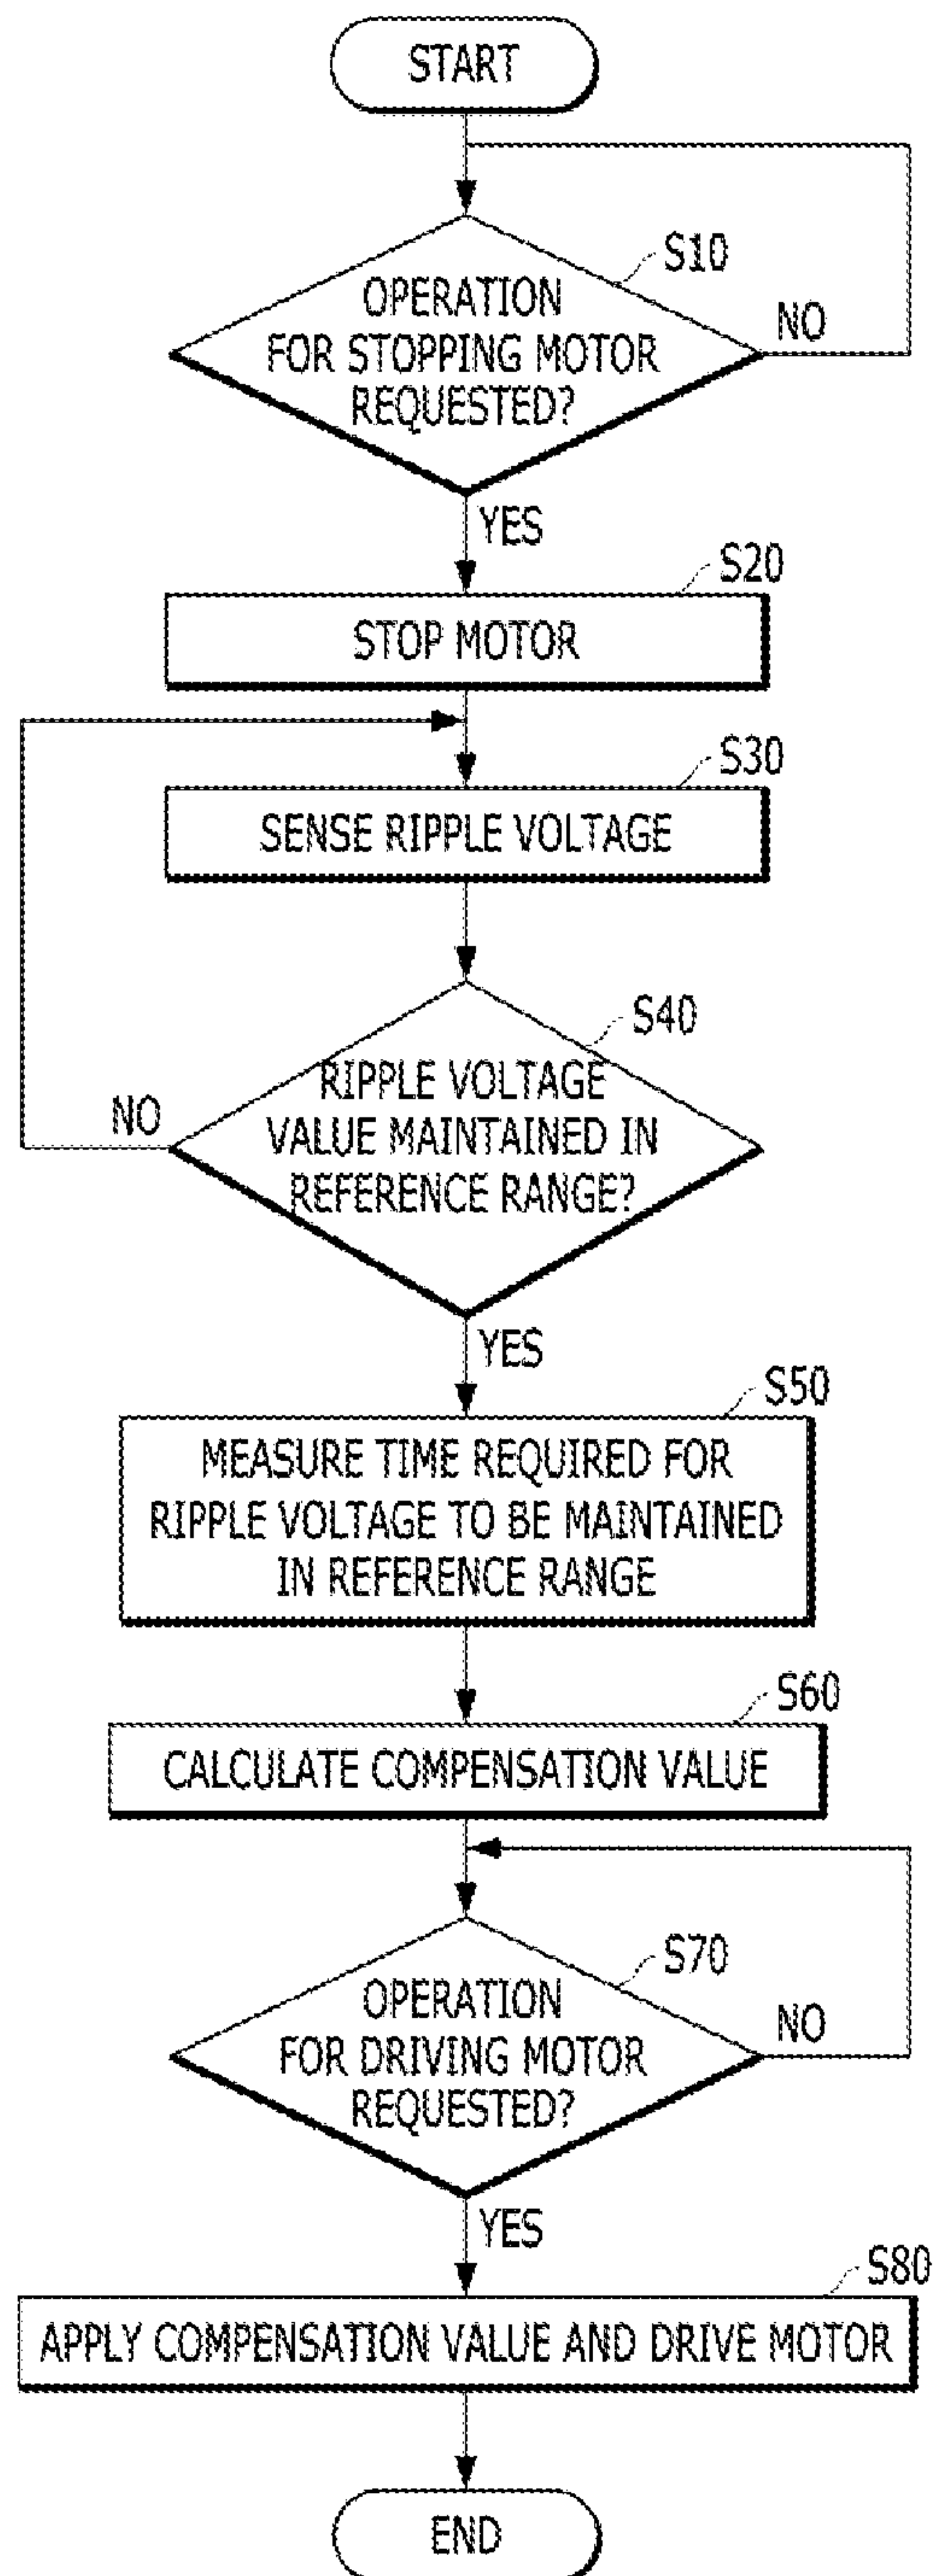 START
S10
OPERATION
FOR STOPPING MOTOR
REQUESTED?
NO
YES
S20
STOP MOTOR
S30
SENSE RIPPLE VOLTAGE
S40
RIPPLE VOLTAGE
VALUE MAINTAINED IN
REFERENCE RANGE?
NO
YES
S50
MEASURE TIME REQUIRED FOR
RIPPLE VOLTAGE TO BE MAINTAINED
IN REFERENCE RANGE
S60
CALCULATE COMPENSATION VALUE
S70
OPERATION
FOR DRIVING MOTOR
REQUESTED?
NO
YES
S80
APPLY COMPENSATION VALUE AND DRIVE MOTOR
END